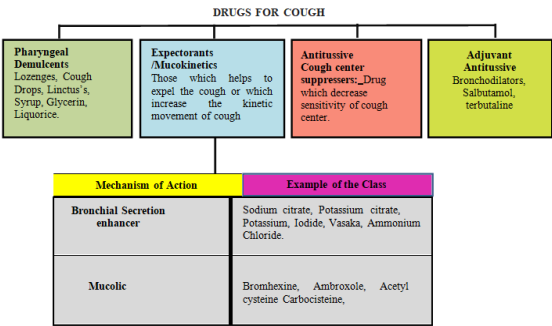 DRUGS FOR COUGH
Pharyngeal
Demulcents
Lozenges, Cough
Drops, Linctus's,
Syrup, Glycerin,
Liquorice.
Expectorants
/Mucokinetics
Those which helps to
expel the cough or which
increase the kinetic
movement of cough
Antitussive
Cough center
suppressers:_Drug
which decrease
sensitivity of cough
center.
Adjuvant
Antitussive
Bronchodilators,
Salbutamol,
terbutaline
Mechanism of Action
Example of the Class
Bronchial Secretion
enhancer
Sodium citrate, Potassium citrate,
Potassium, Iodide, Vasaka, Ammonium
Chloride.
Mucolic
Bromhexine, Ambroxole, Acetyl
cysteine Carbocisteine,